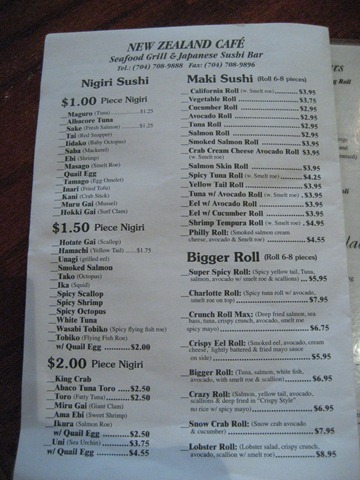 NEW ZEALAND CAFÉ
Seafood Grill & Japanese Sushi Bar
Tel.: (704) 708-9888 Fax: (704) 708-9896
Nigiri Sushi
$1.00 Piece Nigiri
Maguro (Tuna) $1.25
Albacore Tuna
Sake (Fresh Salmon) $1.25
Tai (Red Snapper)
Iidako (Baby Octopus)
Saba (Mackerel)
Ebi (Shrimp)
Masago (Smelt Roe)
Quail Egg
Tamago (Egg Omelet)
Inari (Fried Tofu)
Kani (Crab Stick)
Muru Gai (Mussel)
Hokki Gai (Surf Clam)
$1.50 Piece Nigiri
Hotate Gai (Scallop)
Hamachi (Yellow Tail) $1.75
Unagi (grilled eel)
Smoked Salmon
Tako (Octopus)
Ika (Squid)
Spicy Scallop
Spicy Shrimp
Spicy Octopus
White Tuna
Wasabi Tobiko (Spicy flying fish roe)
Tobiko (Flying Fish Roe)
w/ Quail Egg $2.00
$2.00 Piece Nigiri
King Crab
Abaco Tuna Toro $2.50
Toro (Fatty Tuna) $2.50
Miru Gai (Giant Clam)
Ama Ebi (Sweet Shrimp)
Ikura (Salmon Roe)
w/ Quail Egg $2.50
Uni (Sea Urchin) $3.75
w/ Quail Egg $4.55
Maki Sushi (Roll 6-8 pieces)
California Roll (w. Smelt roe) $3.95
Vegetable Roll $3.75
Cucumber Roll $2.95
Avocado Roll $2.95
Tuna Roll $2.95
Salmon Roll $2.95
Smoked Salmon Roll $3.95
Crab Cream Cheese Avocado Roll $3.95
(w. Smelt roe)
Salmon Skin Roll $3.95
Spicy Tuna Roll (w. Smelt roe) $4.25
Yellow Tail Roll $3.95
Tuna w/ Avocado Roll (w. Smelt roe) $3.95
Eel w/ Avocado Roll $3.95
Eel w/ Cucumber Roll $3.95
Shrimp Tempura Roll (w. Smelt roe) $4.95
Philly Roll: (Smoked salmon cream
cheese, avocado & Smelt roe) $4.55
Bigger Roll (Roll 6-8 pieces)
Super Spicy Roll: (Spicy yellow Tail, Tuna,
salmon, avocado w/ smelt roe & scallions) $5.95
Charlotte Roll: (Spicy tuna roll w/ avocado,
smelt roe on top) $7.95
Crunch Roll Max: (Deep fried salmon, sea
bars, tuna, crispy crunch, avocado, smelt roe
spicy mayo) $6.75
Crispy Eel Roll: (Smoked eel, avocado, cream
cheese, lightly battered & fried mayo sauce
on side) $5.95
Bigger Roll: (Tuna, salmon, white fish,
avocado, with smelt roe & scallion) $6.95
Crazy Roll: (Salmon, yellow tail, avocado,
scallions & deep fried in "Crispy Style"
no rice w/ spicy mayo) $6.95
Snow Crab Roll: (Snow crab avocado
& cucumber) $7.95
Lobster Roll: (Lobster salad, crispy crunch,
avocado, scallion w/ smelt roe) $8.95